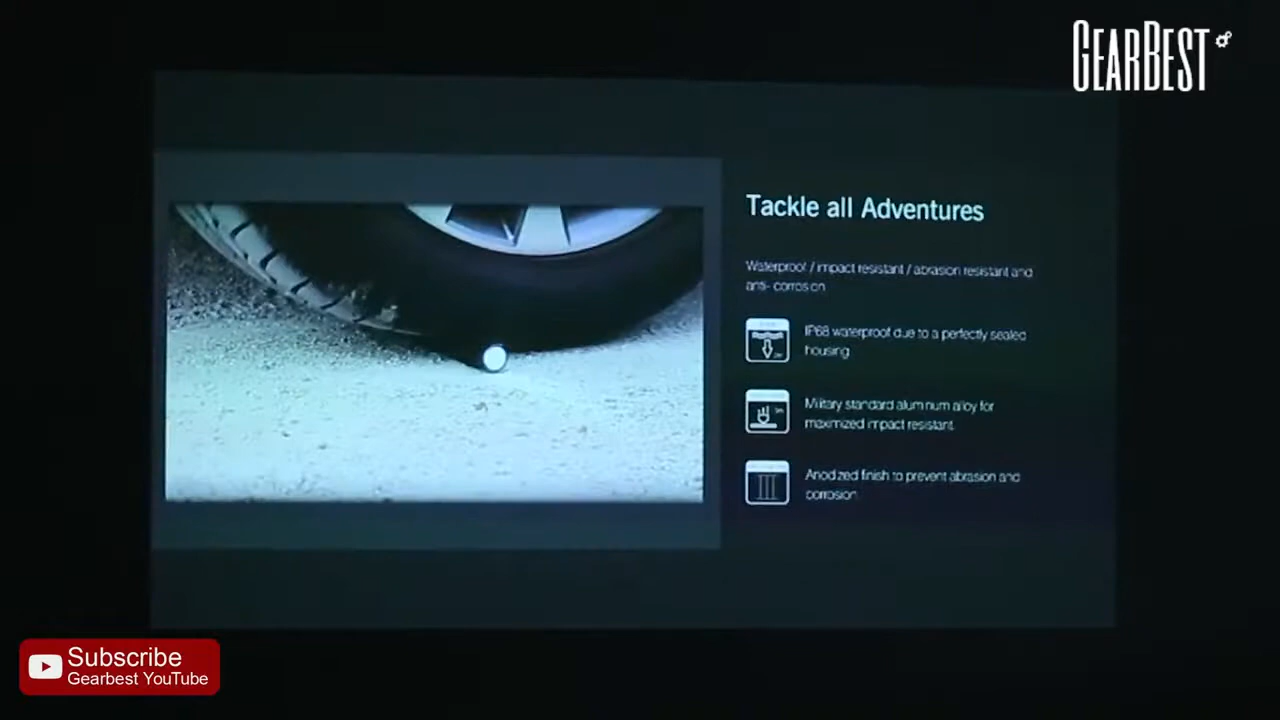 GEARBEST
Tackle all Adventures
Waterproof / impact resistant / abrasion resistant and
anti- corrosion
IP68 waterproof due to a perfectly sealed
housing
Military standard aluminum alloy for
maximized impact resistant.
Anodized finish to prevent abrasion and
corrosion
Subscribe
Gearbest YouTube